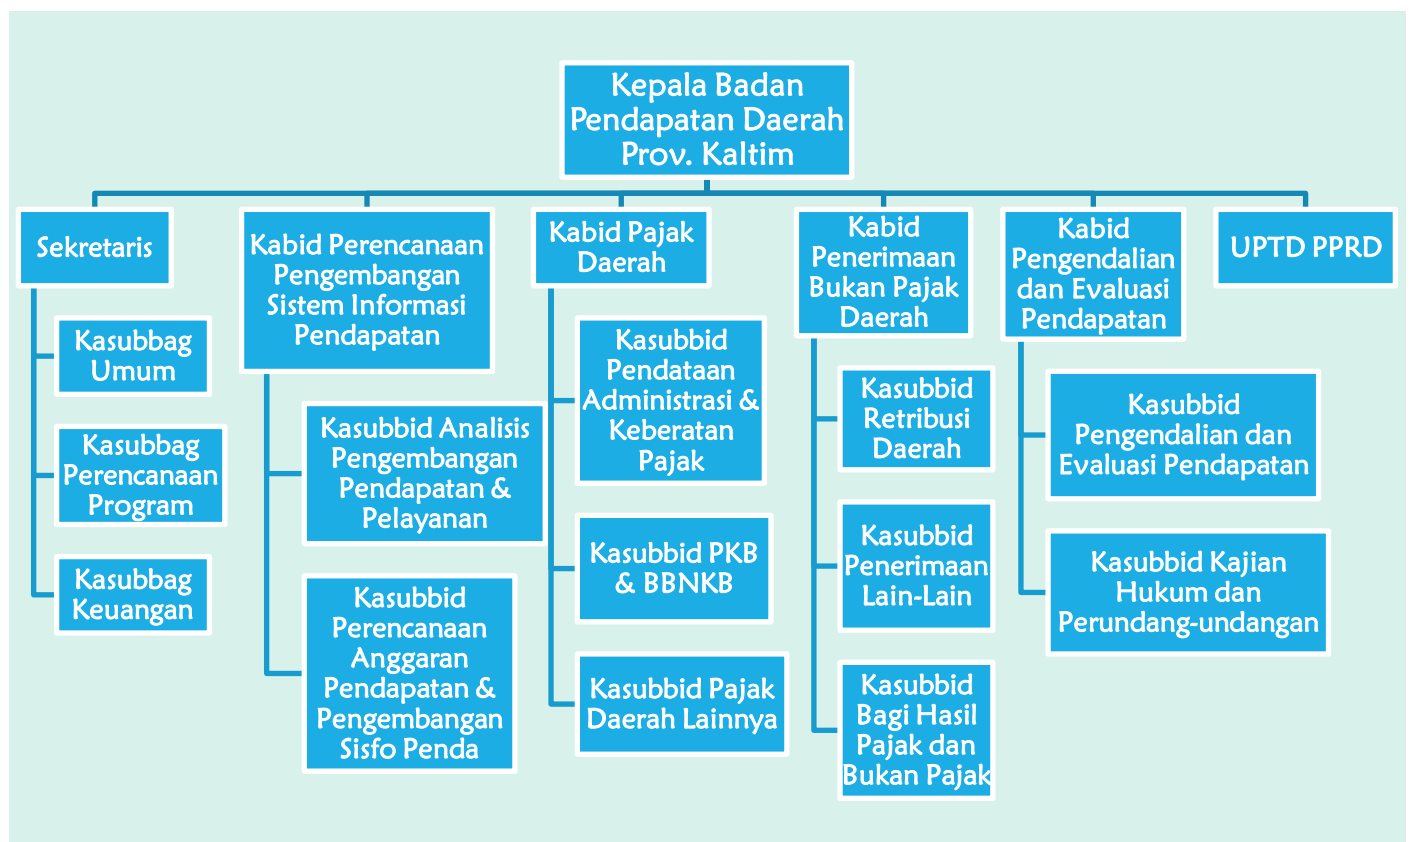 Kepala Badan
Pendapatan Daerah
Prov. Kaltim
Sekretaris
Kasubbag
Umum
Kasubbag
Perencanaan
Program
Kasubbag
Keuangan
Kabid Perencanaan
Pengembangan
Sistem Informasi
Pendapatan
Kasubbid Analisis
Pengembangan
Pendapatan &
Pelayanan
Kasubbid
Perencanaan
Anggaran
Pendapatan &
Pengembangan
Sisfo Penda
Kabid Pajak
Daerah
Kasubbid
Pendataan
Administrasi &
Keberatan
Pajak
Kasubbid PKB
& BBNKB
Kasubbid Pajak
Daerah Lainnya
Kabid
Penerimaan
Bukan Pajak
Daerah
Kasubbid
Retribusi
Daerah
Kasubbid
Penerimaan
Lain-Lain
Kasubbid
Bagi Hasil
Pajak dan
Bukan Pajak
Kabid
Pengendalian
dan Evaluasi
Pendapatan
Kasubbid
Pengendalian dan
Evaluasi Pendapatan
Kasubbid Kajian
Hukum dan
Perundang-undangan
UPTD PPRD